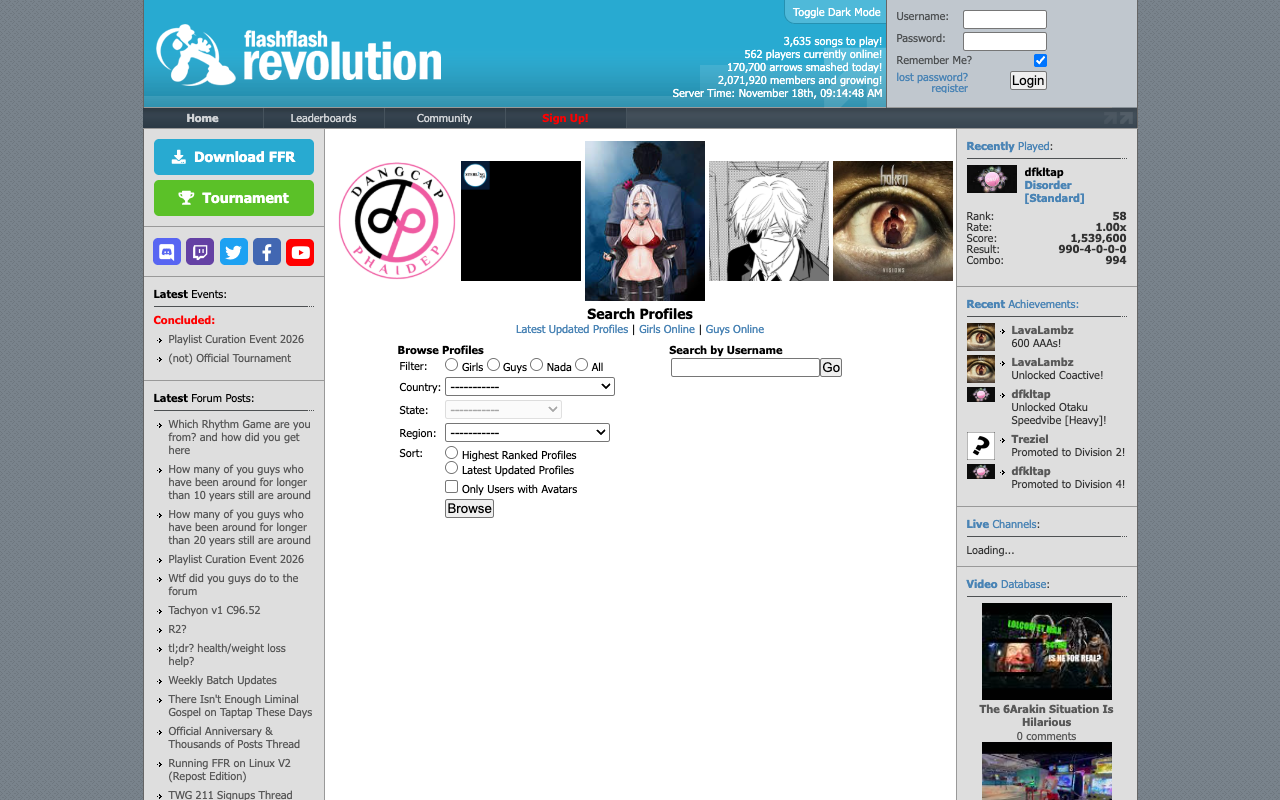 flashflash
revolution
Toggle Dark Mode
3,635 songs to play!
562 players currently online!
170,700 arrows smashed today!
2,071,920 members and growing!
Server Time: November 18th, 09:14:48 AM
Username:
Password:
Remember Me?
lost password?
register
Login
Home
Leaderboards
Community
Sign Up!
Download FFR
Tournament
Latest Events:
Concluded:
Playlist Curation Event 2026
(not) Official Tournament
Latest Forum Posts:
Which Rhythm Game are you
from? and how did you get
here
How many of you guys who
have been around for longer
than 10 years still are around
How many of you guys who
have been around for longer
than 20 years still are around
Playlist Curation Event 2026
Wtf did you guys do to the
forum
Tachyon v1 C96.52
R2?
tl;dr? health/weight loss
help?
Weekly Batch Updates
There Isn't Enough Liminal
Gospel on Taptap These Days
Official Anniversary &
Thousands of Posts Thread
Running FFR on Linux V2
(Repost Edition)
TWG 211 Signups Thread
DANGCAP
dp
PHAIDEP
haken
VISIONS
Search Profiles
Latest Updated Profiles | Girls Online | Guys Online
Browse Profiles
Filter: Girls Guys Nada All
Country: -----------
State: -----------
Region: -----------
Sort: Highest Ranked Profiles
Latest Updated Profiles
Only Users with Avatars
Browse
Search by Username
Go
Recently Played:
dfkltap
Disorder
[Standard]
Rank: 58
Rate: 1.00x
Score: 1,539,600
Result: 990-4-0-0-0
Combo: 994
Recent Achievements:
LavaLambz
600 AAAs!
LavaLambz
Unlocked Coactive!
dfkltap
Unlocked Otaku
Speedvibe [Heavy]!
Treziel
Promoted to Division 2!
dfkltap
Promoted to Division 4!
Live Channels:
Loading...
Video Database:
IS HE FOR REAL?
The 6Arakin Situation Is
Hilarious
0 comments